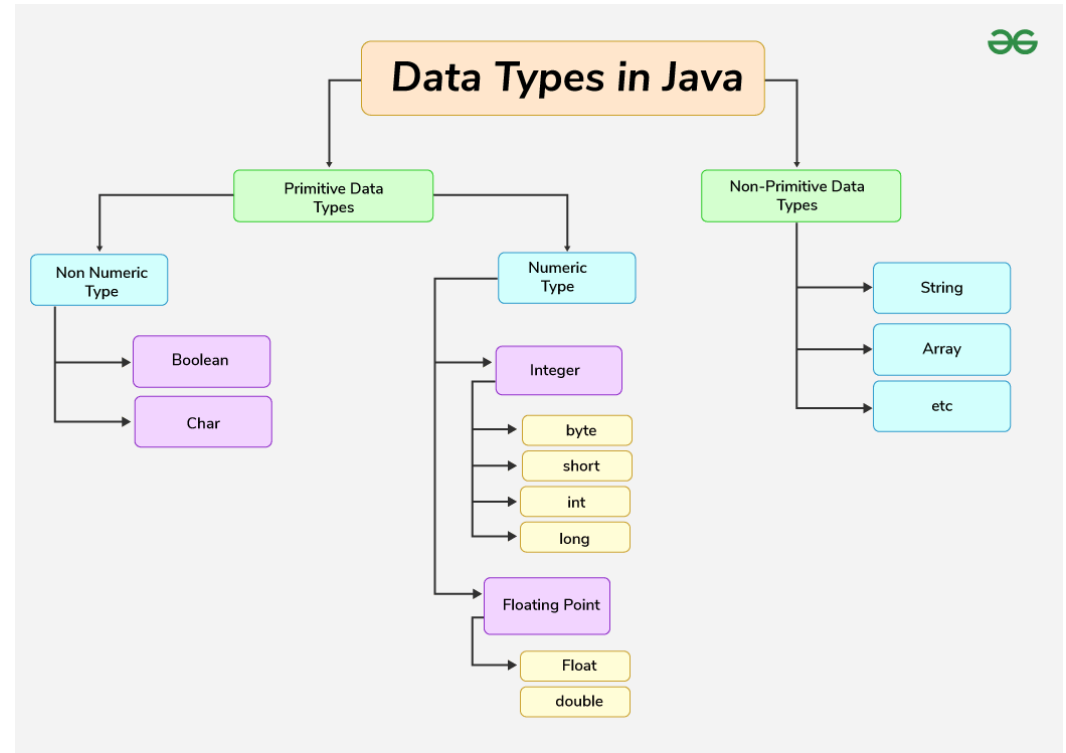 Data Types in Java
Primitive Data
Types
Non-Primitive Data
Types
Non Numeric
Type
Boolean
Char
Numeric
Type
Integer
byte
short
int
long
Floating Point
Float
double
String
Array
etc